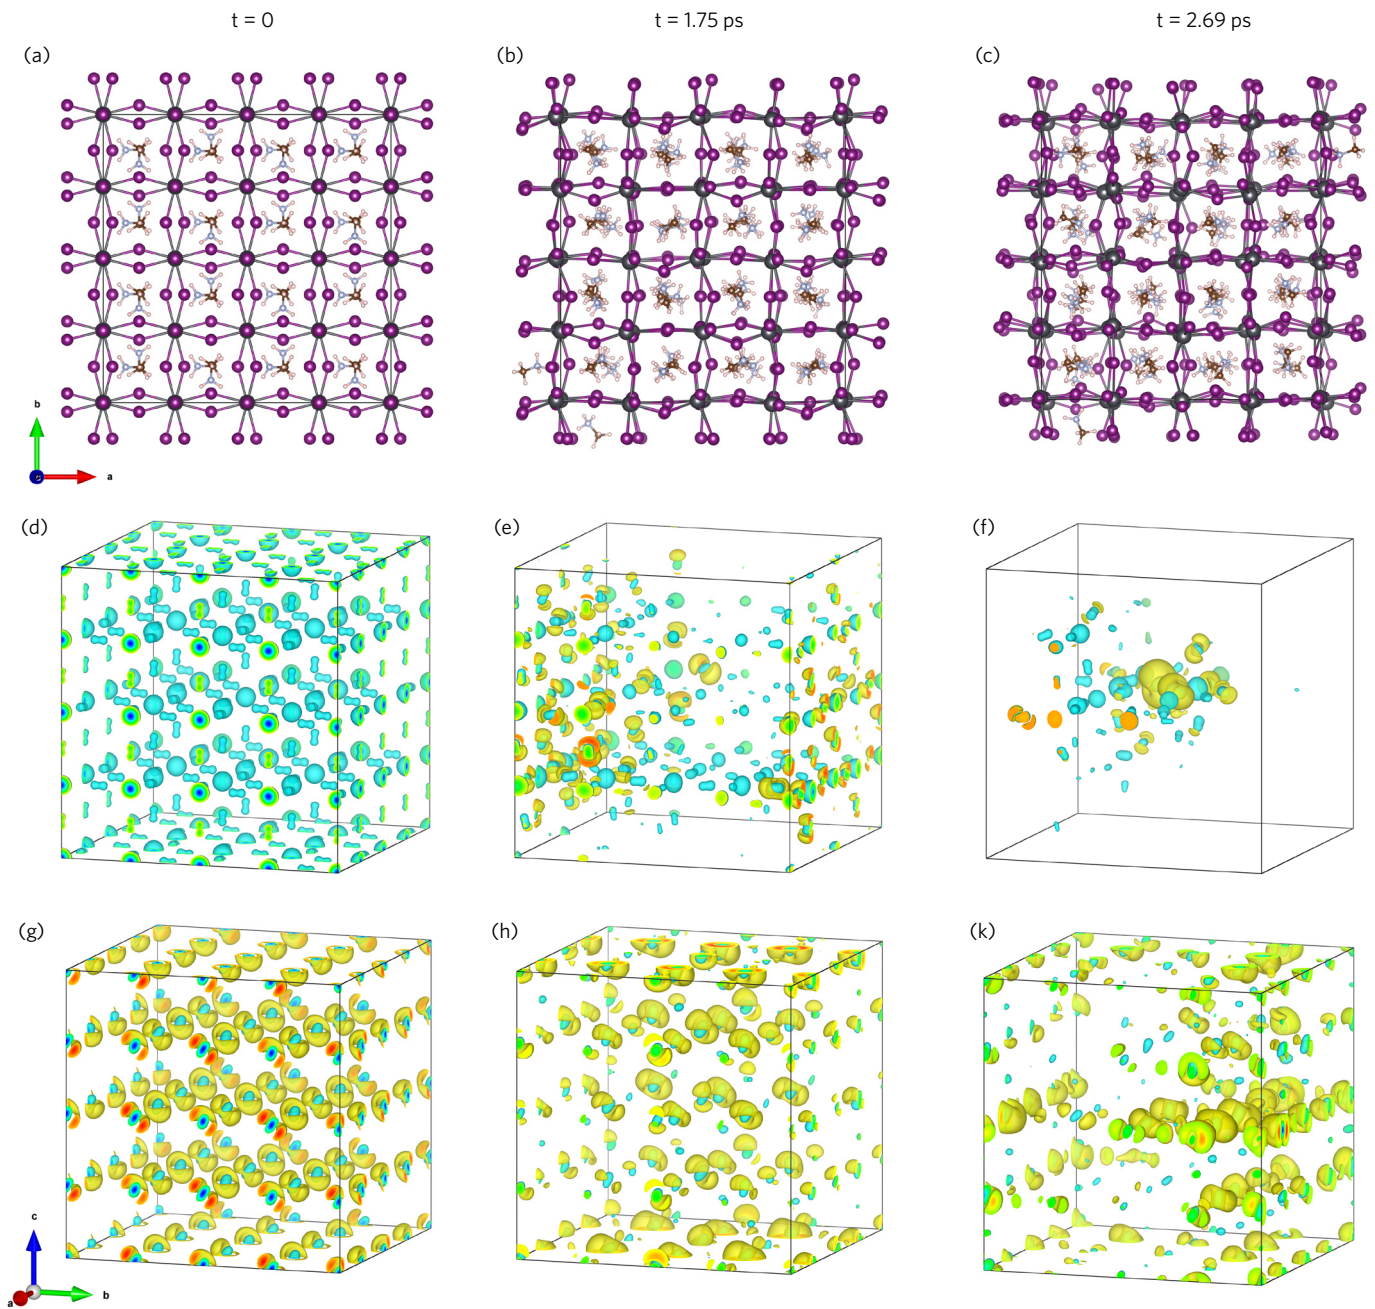 t = 0 t = 1.75 ps t = 2.69 ps
(a) (b) (c)
b
a
(d) (e) (f)
(g) (h) (k)
c
b
a